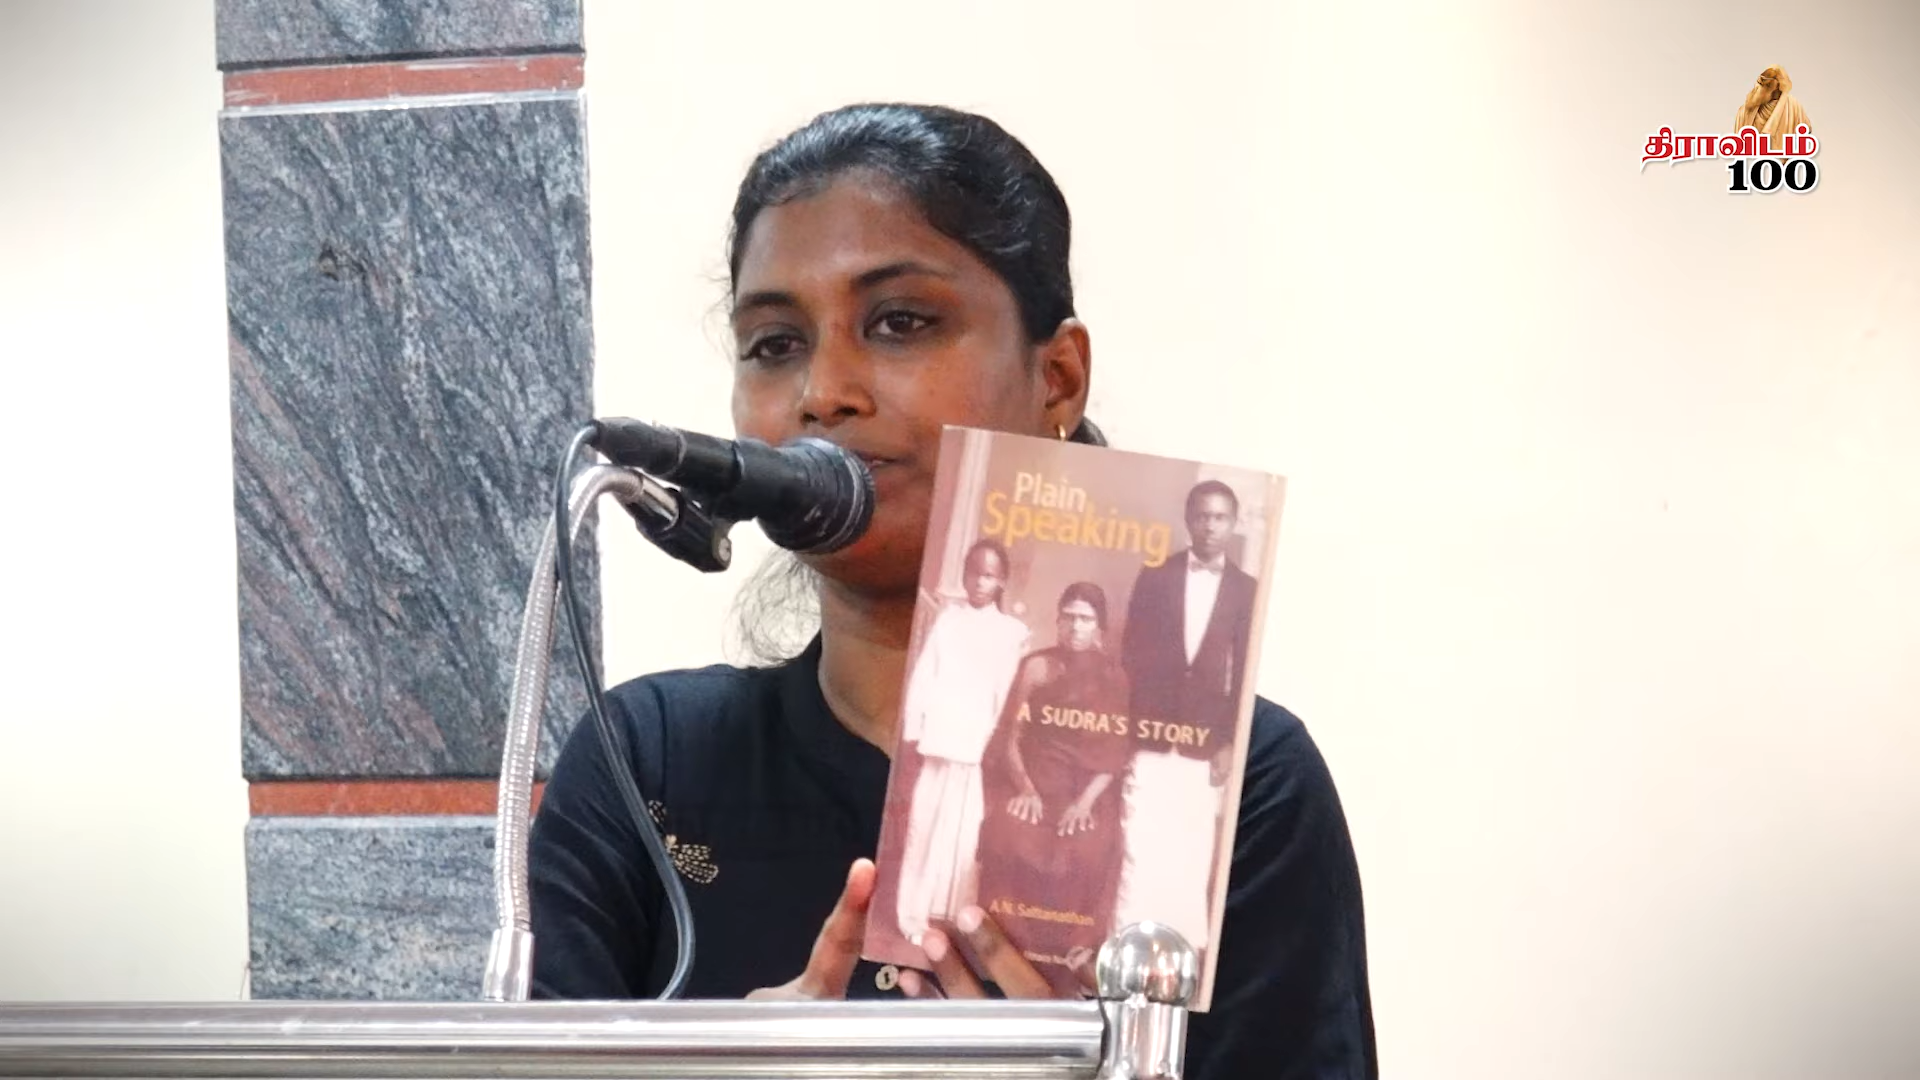 திராவிடம்
100
Plain
Speaking
A SUDRA'S STORY
A.N. Sattanathan